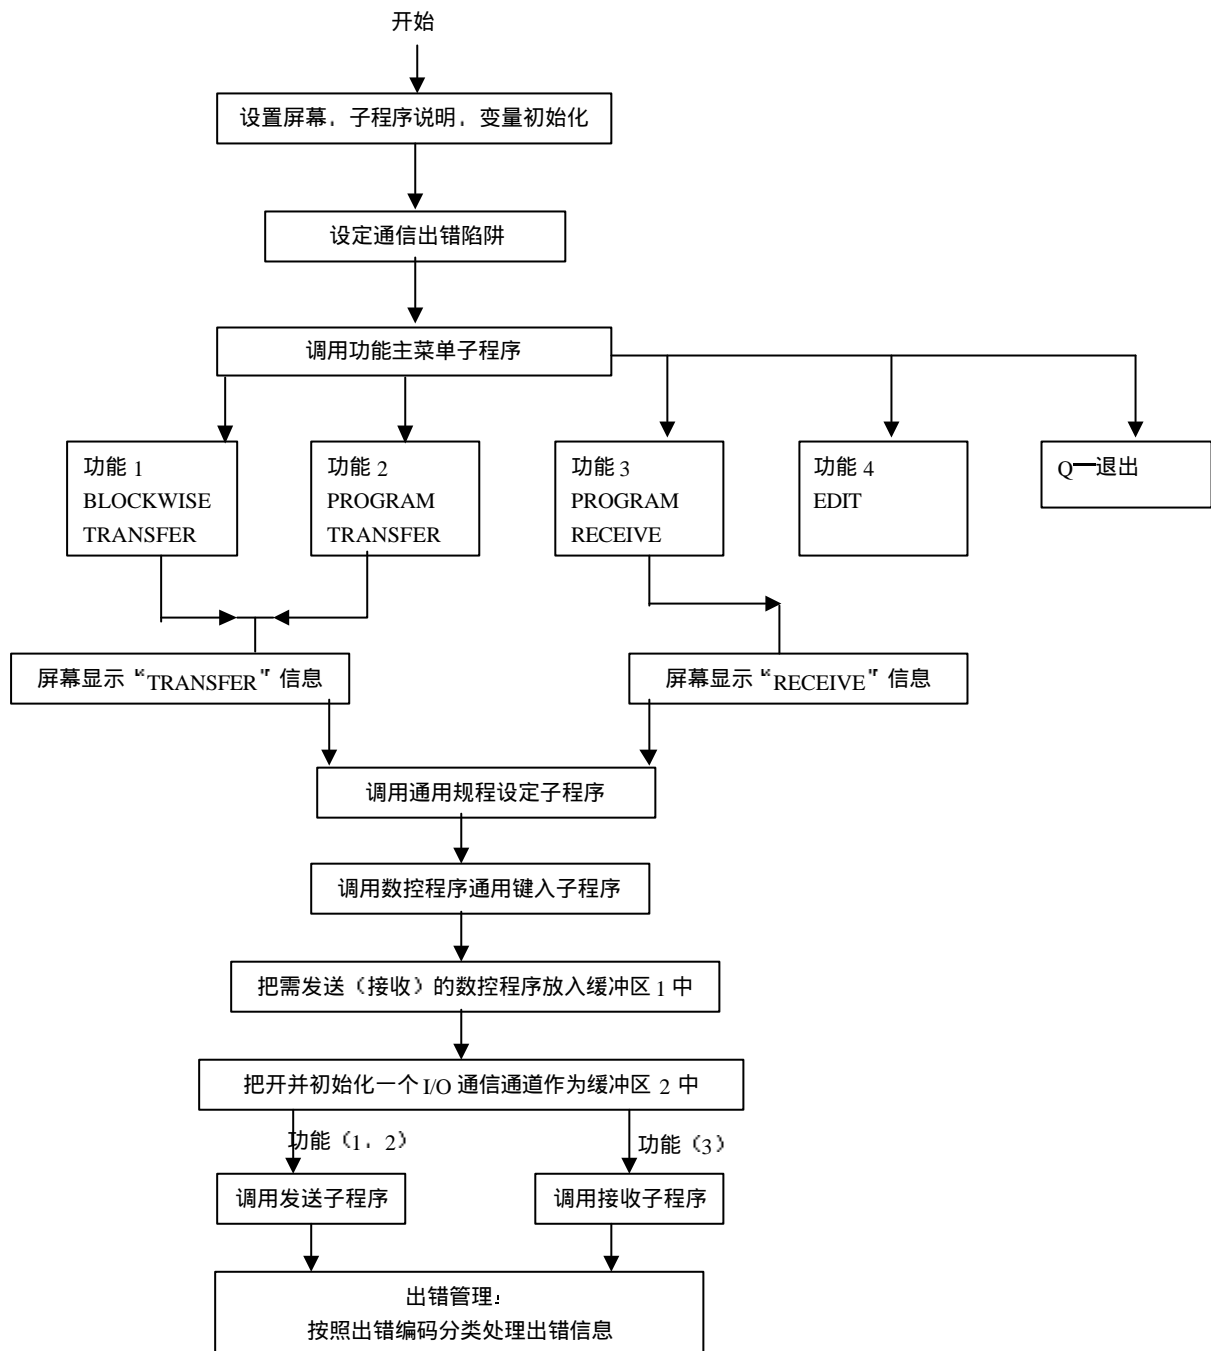 开始
设置屏幕，子程序说明，变量初始化
设定通信出错陷阱
调用功能主菜单子程序
功能 1
BLOCKWISE
TRANSFER
功能 2
PROGRAM
TRANSFER
功能 3
PROGRAM
RECEIVE
功能 4
EDIT
Q—退出
屏幕显示“TRANSFER”信息
屏幕显示“RECEIVE”信息
调用通用规程设定子程序
调用数控程序通用键入子程序
把需发送（接收）的数控程序放入缓冲区 1 中
把开并初始化一个 I/O 通信通道作为缓冲区 2 中
功能（1，2）
功能（3）
调用发送子程序
调用接收子程序
出错管理：
按照出错编码分类处理出错信息